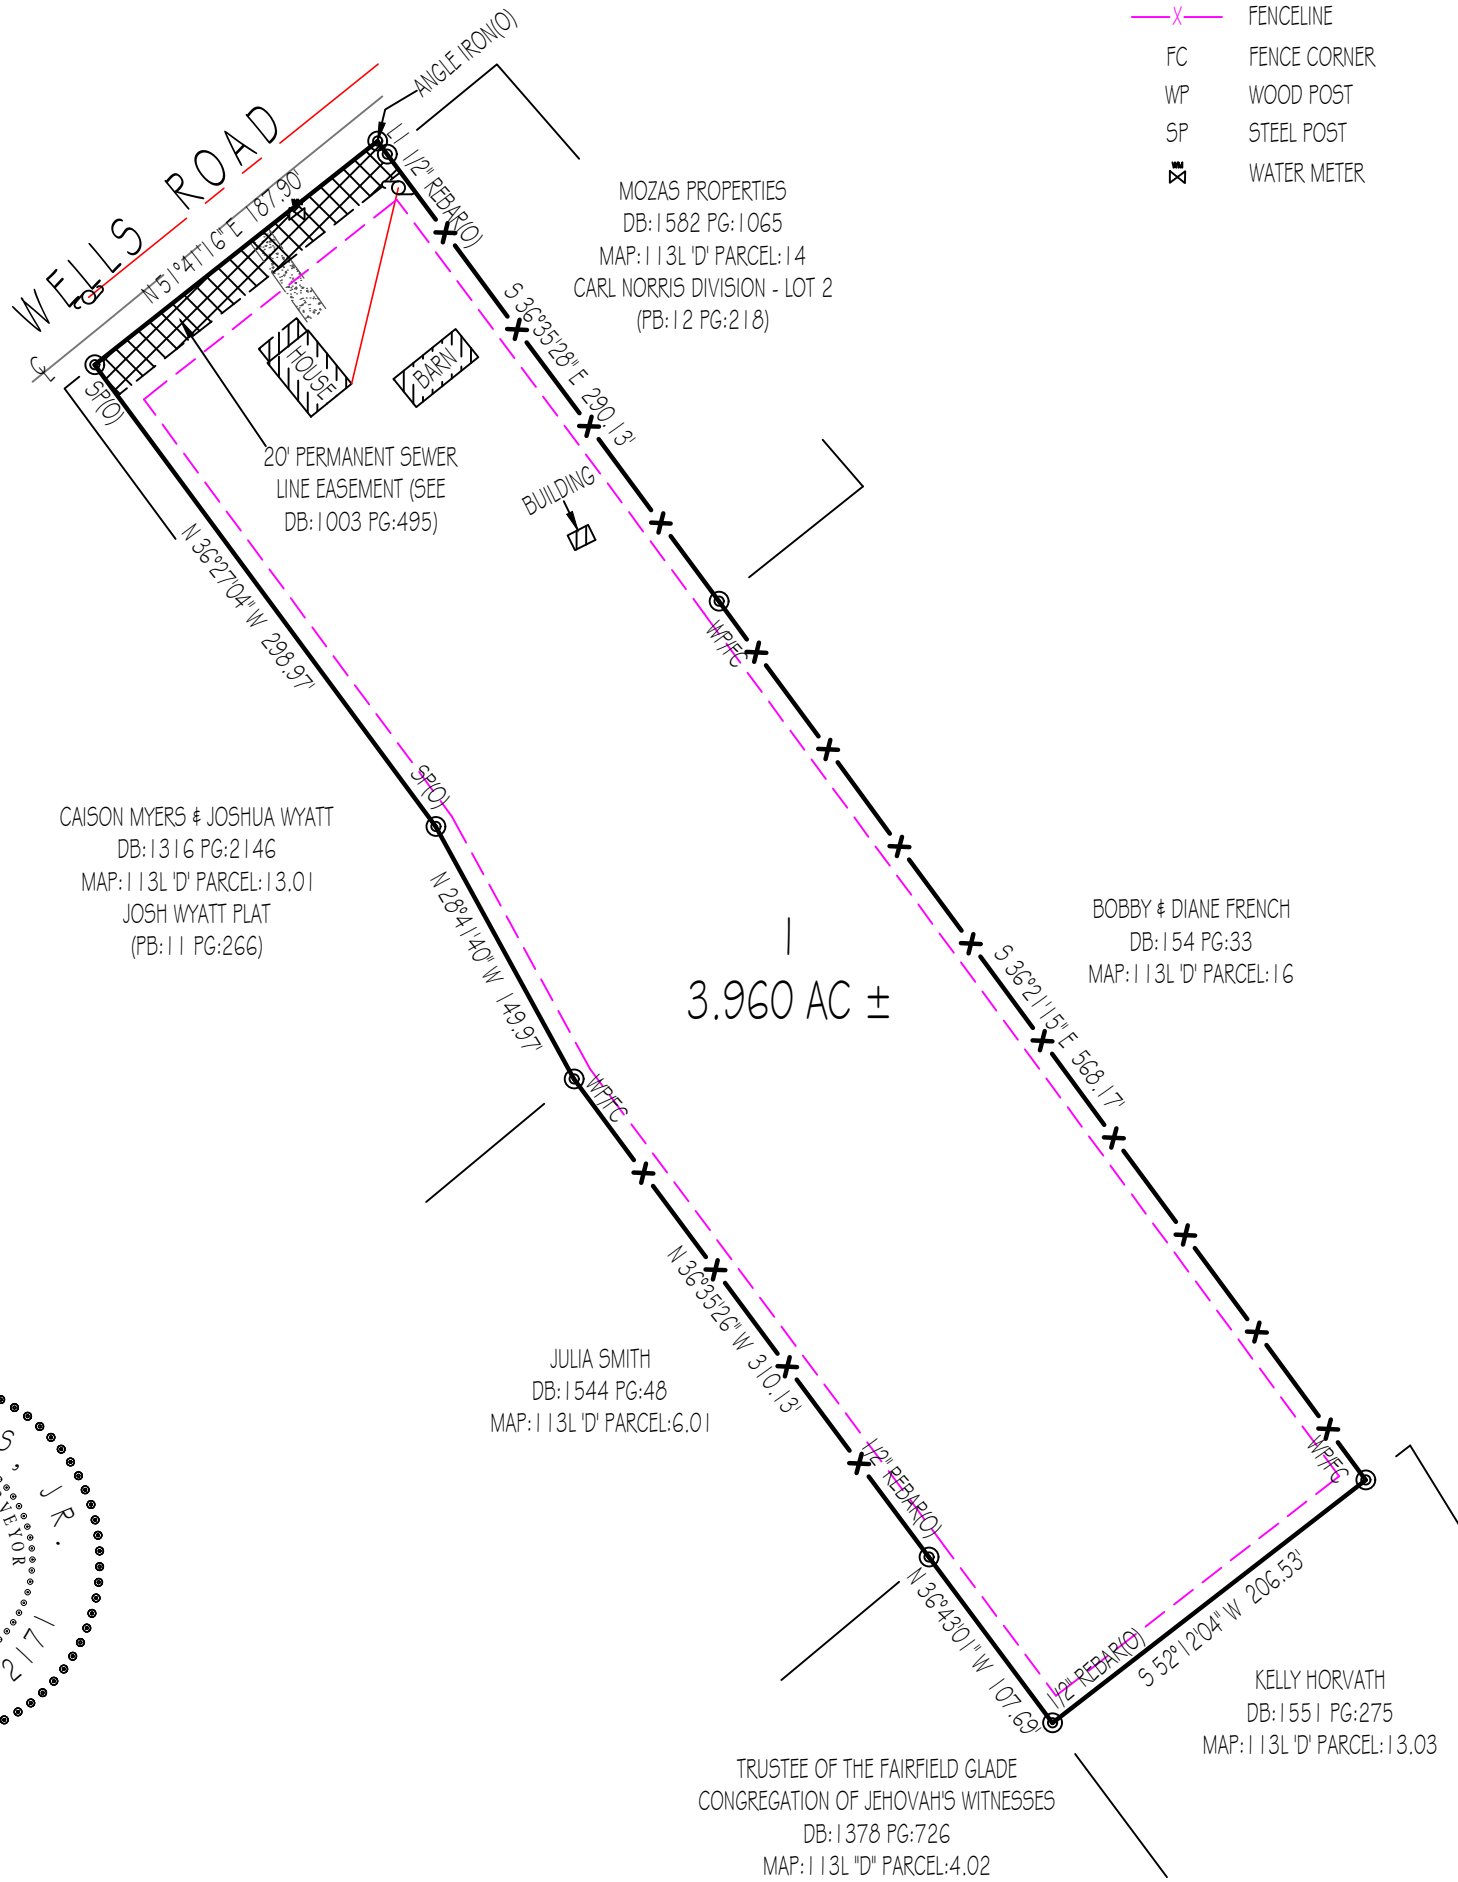 FENCELINE
FC FENCE CORNER
WP WOOD POST
SP STEEL POST
WM WATER METER
ANGLE IRON(O)
WELLS ROAD
L1
1/2" REBAR(O)
N 51°41'16" E 187.90'
MOZAS PROPERTIES
DB:1582 PG:1065
MAP:113L 'D' PARCEL:14
CARL NORRIS DIVISION - LOT 2
(PB:12 PG:218)
S 36°35'28" E 290.13'
HOUSE
BARN
CL
SP(O)
20' PERMANENT SEWER
LINE EASEMENT (SEE
DB:1003 PG:495)
BUILDING
N 36°27'04" W 298.97'
WP/FC
SP(O)
CAISON MYERS & JOSHUA WYATT
DB:1316 PG:2146
MAP:113L 'D' PARCEL:13.01
JOSH WYATT PLAT
(PB:11 PG:266)
N 28°41'40" W 149.97'
BOBBY & DIANE FRENCH
DB:154 PG:33
MAP:113L 'D' PARCEL:16
1
3.960 AC ±
S 36°21'15" E 568.17'
WP/FC
N 36°35'26" W 310.13'
JULIA SMITH
DB:1544 PG:48
MAP:113L 'D' PARCEL:6.01
1/2" REBAR(O)
WP/FC
S, JR.
VEYOR
2171
N 36°43'01" W 107.69'
1/2" REBAR(O)
S 52°12'04" W 206.53'
KELLY HORVATH
DB:1551 PG:275
MAP:113L 'D' PARCEL:13.03
TRUSTEE OF THE FAIRFIELD GLADE
CONGREGATION OF JEHOVAH'S WITNESSES
DB:1378 PG:726
MAP:113L "D" PARCEL:4.02